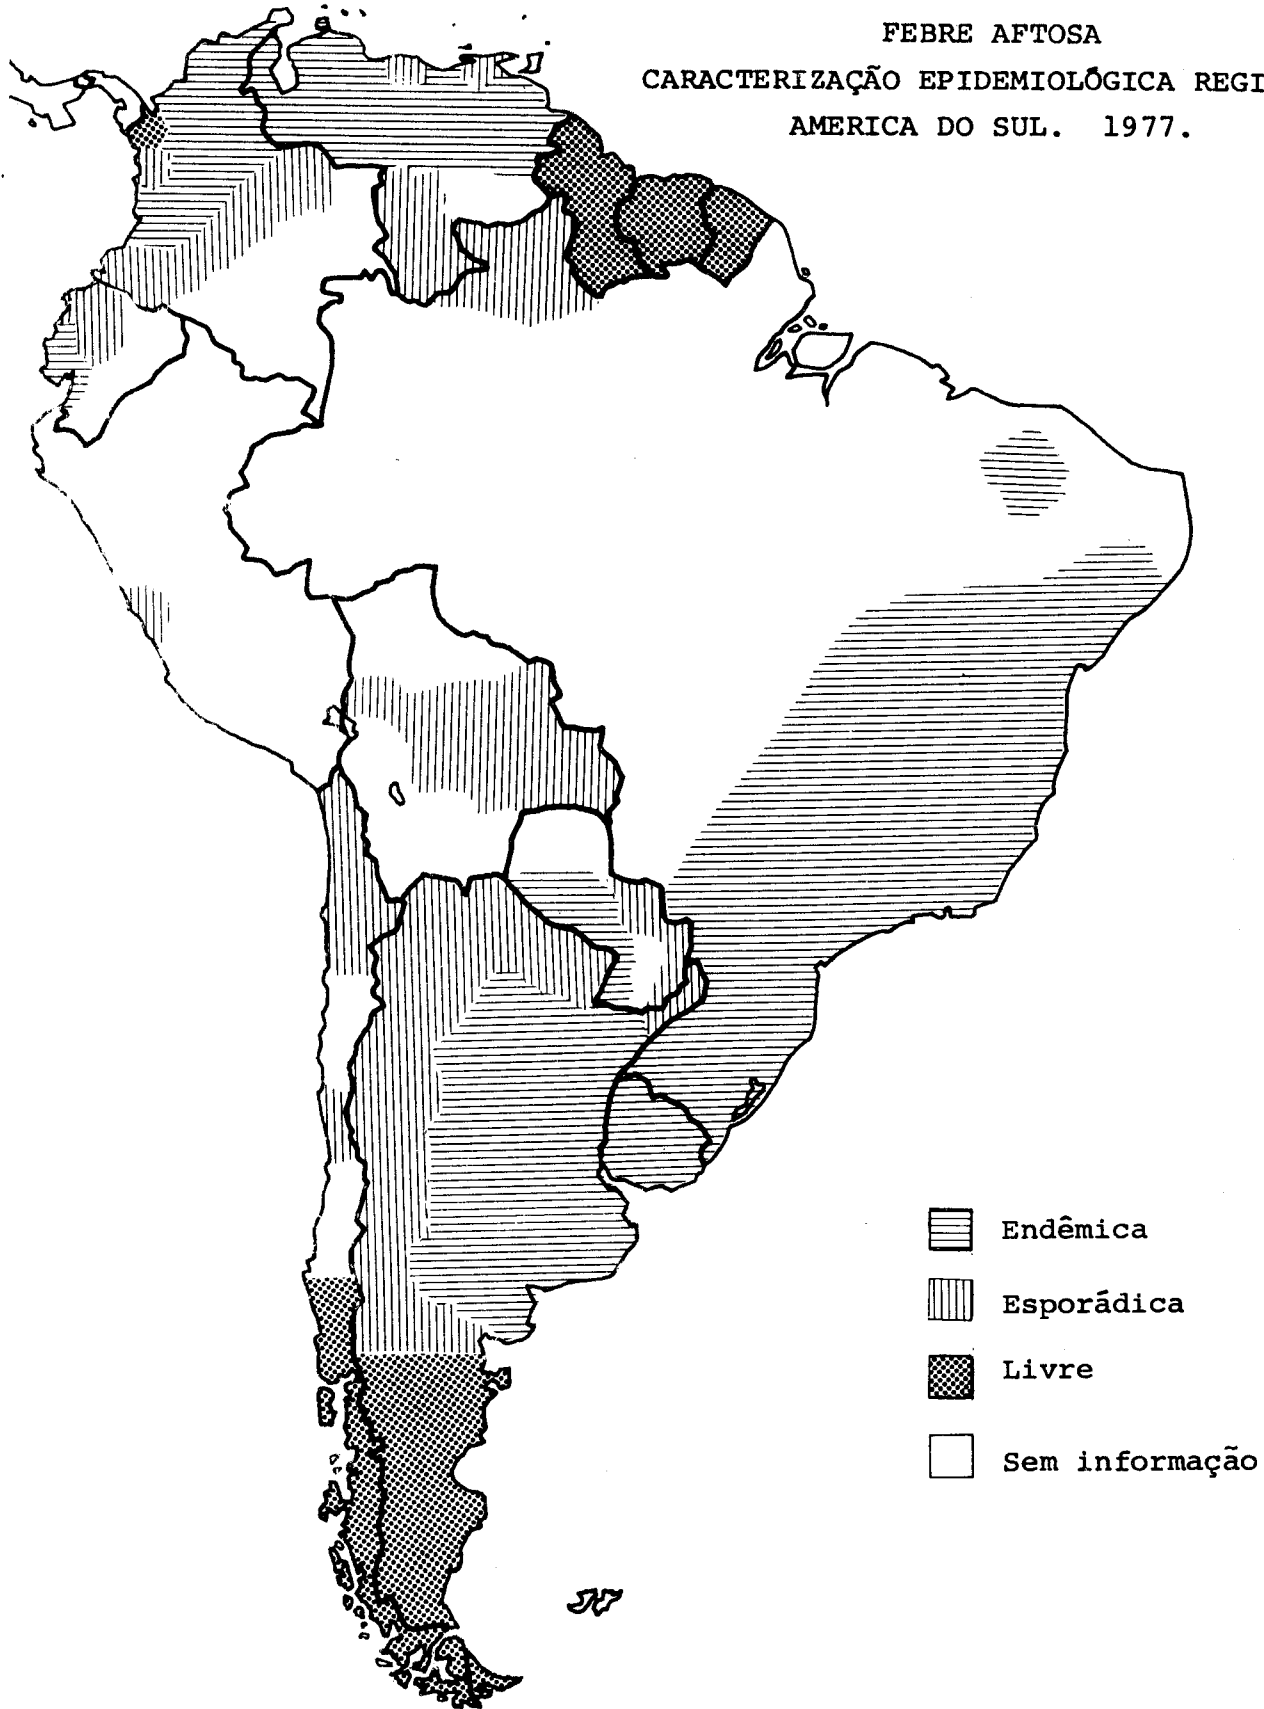 FEBRE AFTOSA
CARACTERIZAÇÃO EPIDEMIOLÓGICA REGI
AMERICA DO SUL. 1977.
Endêmica
Esporádica
Livre
Sem informação